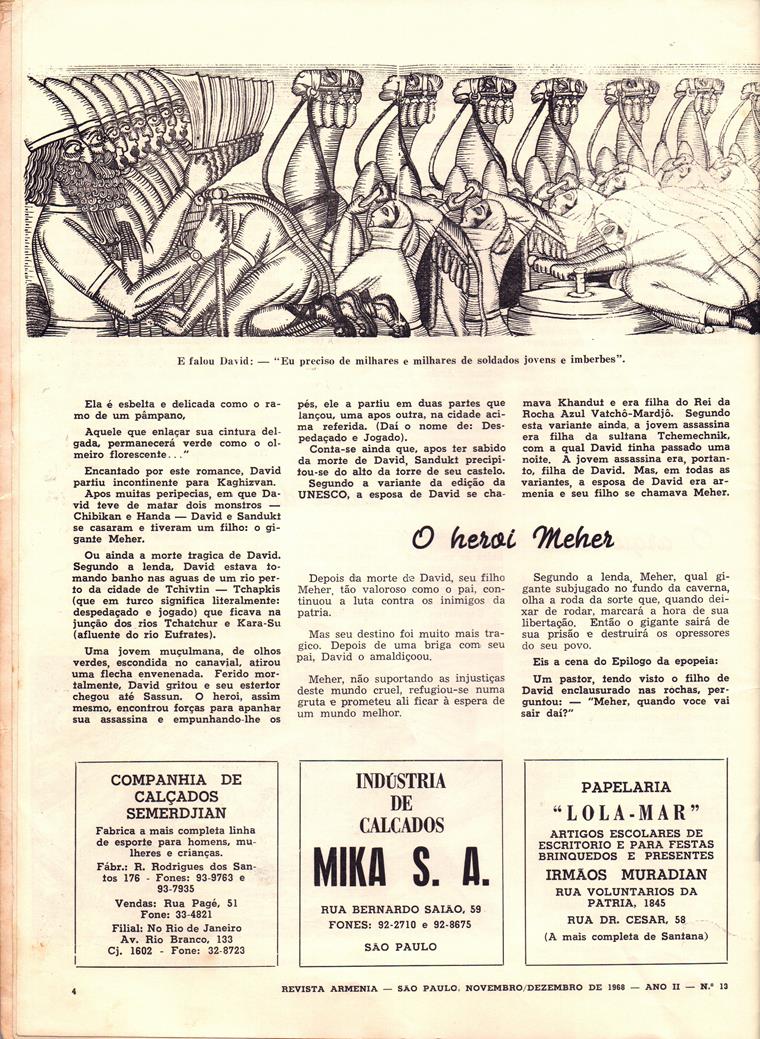 E falou David: — "Eu preciso de milhares e milhares de soldados jovens e imberbes".
Ela é esbelta e delicada como o ra-
mo de um pâmpano,
Aquele que enlaçar sua cintura del-
gada, permanecerá verde como o ol-
meiro florescente..."
Encantado por este romance, David
partiu incontinente para Kaghizvan.
Apos muitas peripecias, em que Da-
vid teve de matar dois monstros —
Chibikan e Handa — David e Sandukt
se casaram e tiveram um filho: o gi-
gante Meher.
Ou ainda a morte tragica de David.
Segundo a lenda, David estava to-
mando banho nas aguas de um rio per-
to da cidade de Tchivtin — Tchapkis
(que em turco significa literalmente:
despedaçado e jogado) que ficava na
junção dos rios Tchatchur e Kara-Su
(afluente do rio Eufrates).
Uma jovem muçulmana, de olhos
verdes, escondida no canavial, atirou
uma flecha envenenada. Ferido mor-
talmente, David gritou e seu estertor
chegou até Sassun. O heroi, assim
mesmo, encontrou forças para apanhar
sua assassina e empunhando-lhe os
pés, ele a partiu em duas partes que
lançou, uma apos outra, na cidade aci-
ma referida. (Daí o nome de: Des-
pedaçado e Jogado).
Conta-se ainda que, apos ter sabido
da morte de David, Sandukt precipi-
tou-se do alto da torre de seu castelo.
Segundo a variante da edição da
UNESCO, a esposa de David se cha-
mava Khandut e era filha do Rei da
Rocha Azul Vatchô-Mardjô. Segundo
esta variante ainda, a jovem assassina
era filha da sultana Tchemechnik,
com a qual David tinha passado uma
noite. A jovem assassina era, portan-
to, filha de David. Mas, em todas as
variantes, a esposa de David era ar-
menia e seu filho se chamava Meher.
O heroi Meher
Depois da morte de David, seu filho
Meher, tão valoroso como o pai, con-
tinuou a luta contra os inimigos da
patria.
Mas seu destino foi muito mais tra-
gico. Depois de uma briga com seu
pai, David o amaldiçoou.
Meher, não suportando as injustiças
deste mundo cruel, refugiou-se numa
gruta e prometeu ali ficar à espera de
um mundo melhor.
Segundo a lenda, Meher, qual gi-
gante subjugado no fundo da caverna,
olha a roda da sorte que, quando dei-
xar de rodar, marcará a hora de sua
libertação. Então o gigante sairá de
sua prisão e destruirá os opressores
do seu povo.
Eis a cena do Epilogo da epopeia:
Um pastor, tendo visto o filho de
David enclausurado nas rochas, per-
guntou: — "Meher, quando voce vai
sair daí?"
COMPANHIA DE
CALÇADOS
SEMERDJIAN
Fabrica a mais completa linha
de esporte para homens, mu-
lheres e crianças.
Fábr.: R. Rodrigues dos San-
tos 176 - Fones: 93-9763 e
93-7935
Vendas: Rua Pagé, 51
Fone: 33-4821
Filial: No Rio de Janeiro
Av. Rio Branco, 133
Cj. 1602 - Fone: 32-8723
INDÚSTRIA
DE
CALCADOS
MIKA S. A.
RUA BERNARDO SAIÃO, 59
FONES: 92-2710 e 92-8675
SÃO PAULO
PAPELARIA
"LOLA-MAR"
ARTIGOS ESCOLARES DE
ESCRITORIO E PARA FESTAS
BRINQUEDOS E PRESENTES
IRMÃOS MURADIAN
RUA VOLUNTARIOS DA
PATRIA, 1845
RUA DR. CESAR, 58
(A mais completa de Santana)
4
REVISTA ARMENIA — SÃO PAULO, NOVEMBRO/DEZEMBRO DE 1968 — ANO II — N.º 13